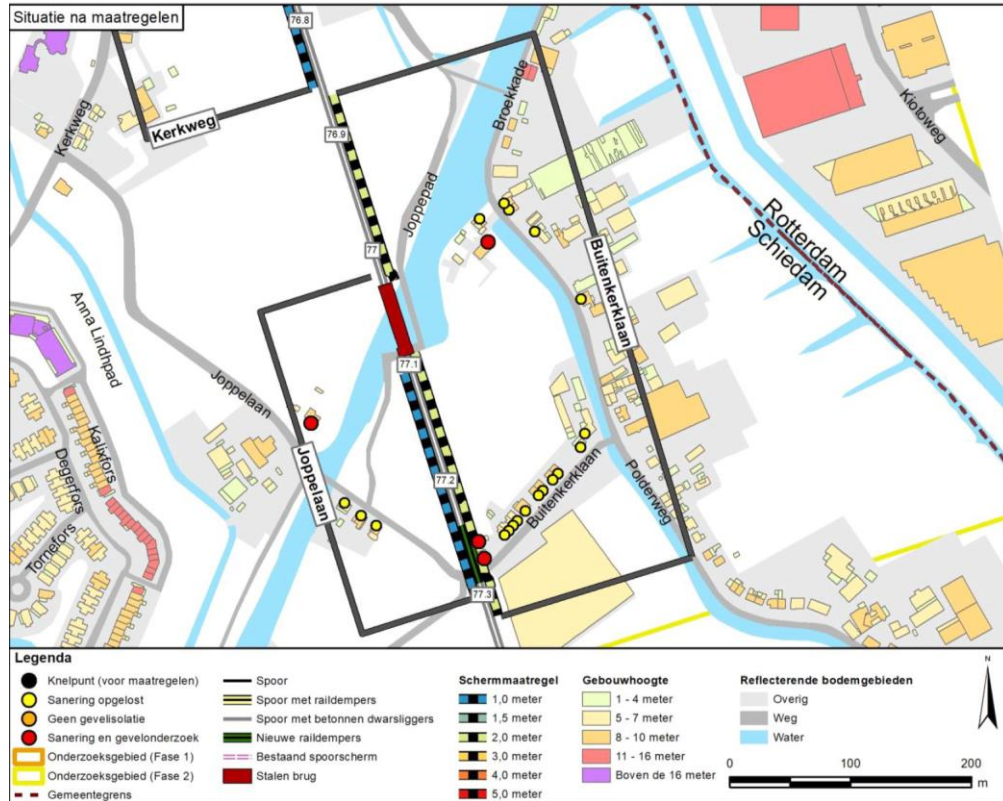 Situatie na maatregelen
76.8
Kerkweg
Kerkweg
76.9
Joppepad
Broekkade
Kiotoweg
77
Rotterdam
Schiedam
Buitenkerklaan
Anna Lindhpad
77.1
Joppelaan
Kalixfors
Degerfors
Tornefors
Joppelaan
77.2
Buitenkerklaan
Polderweg
77.3
Legenda
Knelpunt (voor maatregelen)
Sanering opgelost
Geen gevelisolatie
Sanering en gevelonderzoek
Onderzoeksgebied (Fase 1)
Onderzoeksgebied (Fase 2)
Gemeentegrens
Spoor
Spoor met raildempers
Spoor met betonnen dwarsliggers
Nieuwe raildempers
Bestaand spoorscherm
Stalen brug
Schermmaatregel
1,0 meter
1,5 meter
2,0 meter
3,0 meter
4,0 meter
5,0 meter
Gebouwhoogte
1 - 4 meter
5 - 7 meter
8 - 10 meter
11 - 16 meter
Boven de 16 meter
Reflecterende bodemgebieden
Overig
Weg
Water
N
0 100 200
m